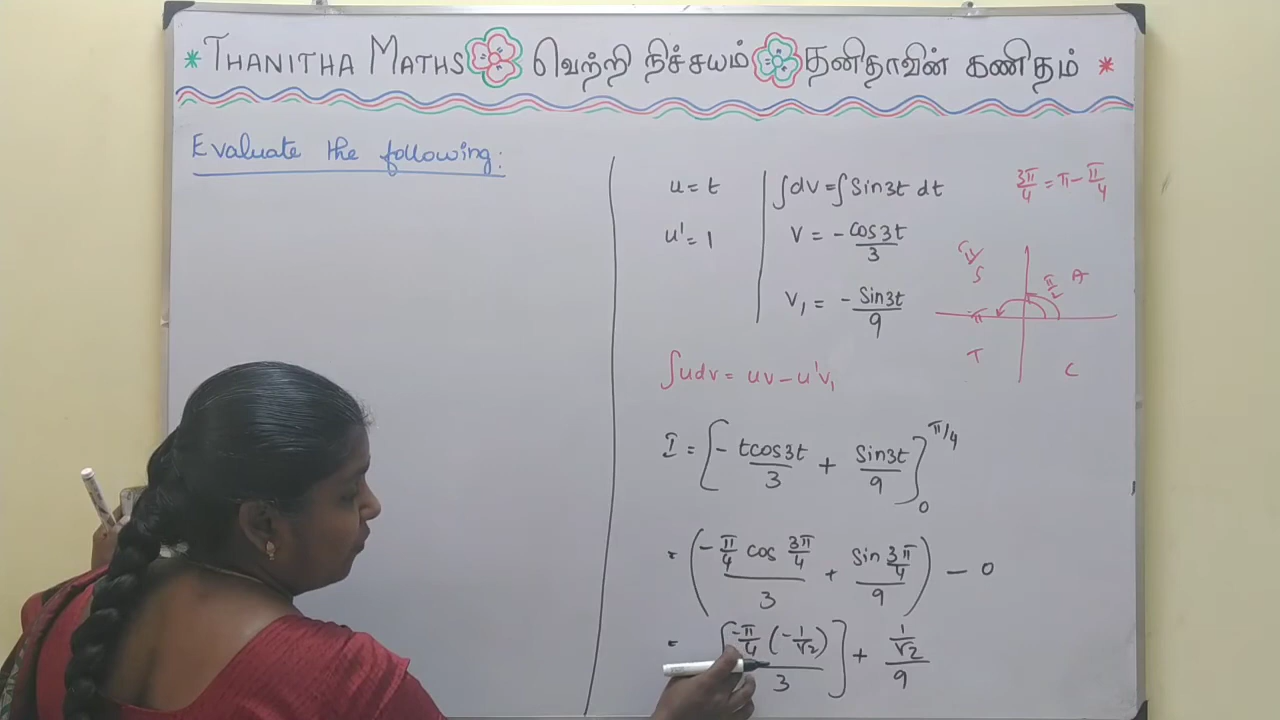 * THANITHA MATHS வெற்றி நிச்சயம் தனிதாவின் கணிதம் *
Evaluate the following:
u = t
u' = 1
∫dv = ∫Sin3t dt
v = -cos3t/3
v₁ = -Sin3t/9
3π/4 = π - π/4
S
A
π/2
π
T
C
∫udv = uv - u'v₁
I = [-tcos3t/3 + Sin3t/9]₀^π/4
= (-π/4 cos 3π/4 / 3 + Sin 3π/4 / 9) - 0
= [-π/4 (-1/√2) / 3] + 1/√2 / 9